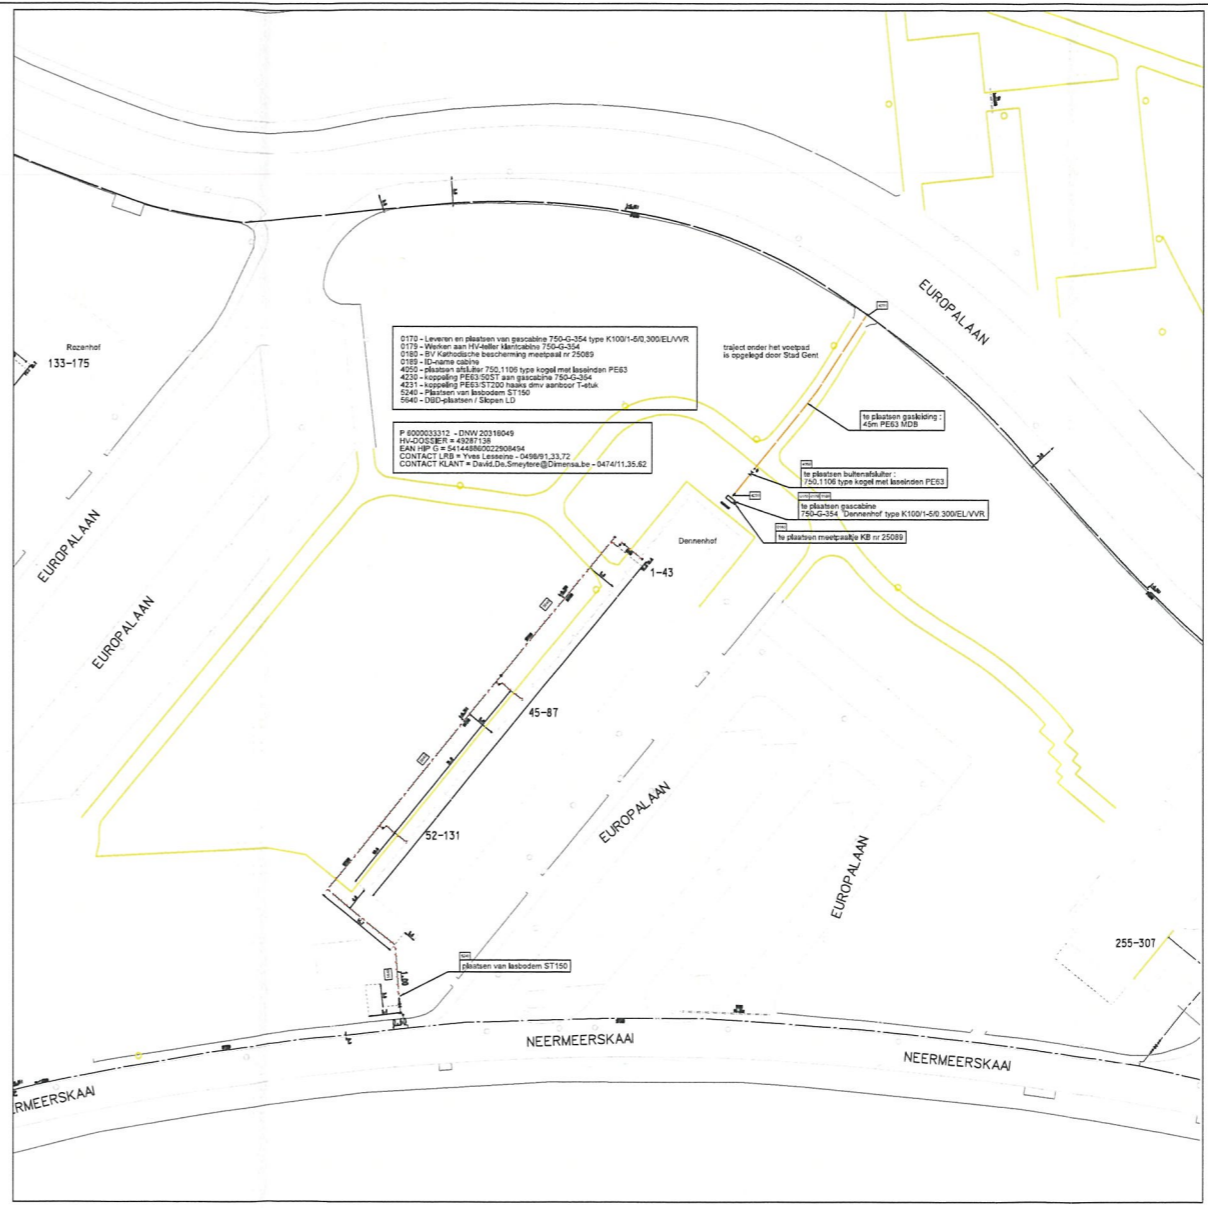 EUROPALAAN
Rozenhof
133-175
0170 - Leveren en plaatsen van gascabine 750-G-354 type K100/1-5/0,300/EL/VVR
0179 - Werken aan HV-teller klantcabine 750-G-354
0180 - BV Kathodische bescherming meetpaal nr 25089
0189 - ID-name cabine
4050 - plaatsen afsluiter 750,1106 type kogel met laseinden PE63
4230 - koppeling PE63/50ST aan gascabine 750-G-354
4231 - koppeling PE63/ST200 haaks dmv aanboor T-stuk
5240 - Plaatsen van lasbodem ST150
5640 - DBD-plaatsen / Slopen LD
traject onder het voetpad
is opgelegd door Stad Gent
te plaatsen gasleiding :
45m PE63 MDB
P 6000033312 - DNW 20316049
HV-DOSSIER = 49287136
EAN HIP G = 541448860022908494
CONTACT LRB = Yves Lesseine - 0498/91,33,72
CONTACT KLANT = David,De,Smeytere@Dimensa.be - 0474/11,35,62
te plaatsen buitenafsluiter :
750,1106 type kogel met laseinden PE63
te plaatsen gascabine
750-G-354 'Dennenhof' type K100/1-5/0,300/EL/VVR
te plaatsen meetpaaltje KB nr 25089
Dennenhof
1-43
EUROPALAAN
EUROPALAAN
45-87
EUROPALAAN
52-131
EUROPALAAN
255-307
plaatsen van lasbodem ST150
1,00
NEERMEERSKAAI
NEERMEERSKAAI
RMEERSKAAI